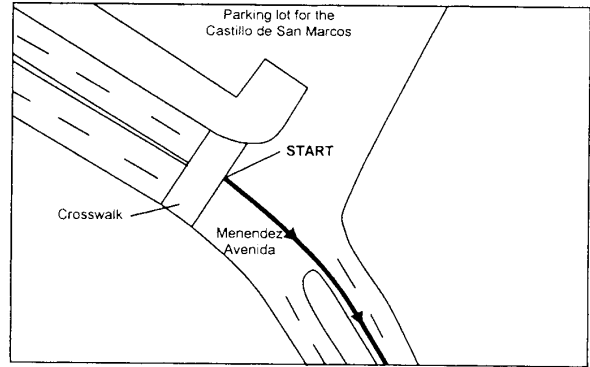 Parking lot for the
Castillo de San Marcos
START
Crosswalk
Menendez
Avenida